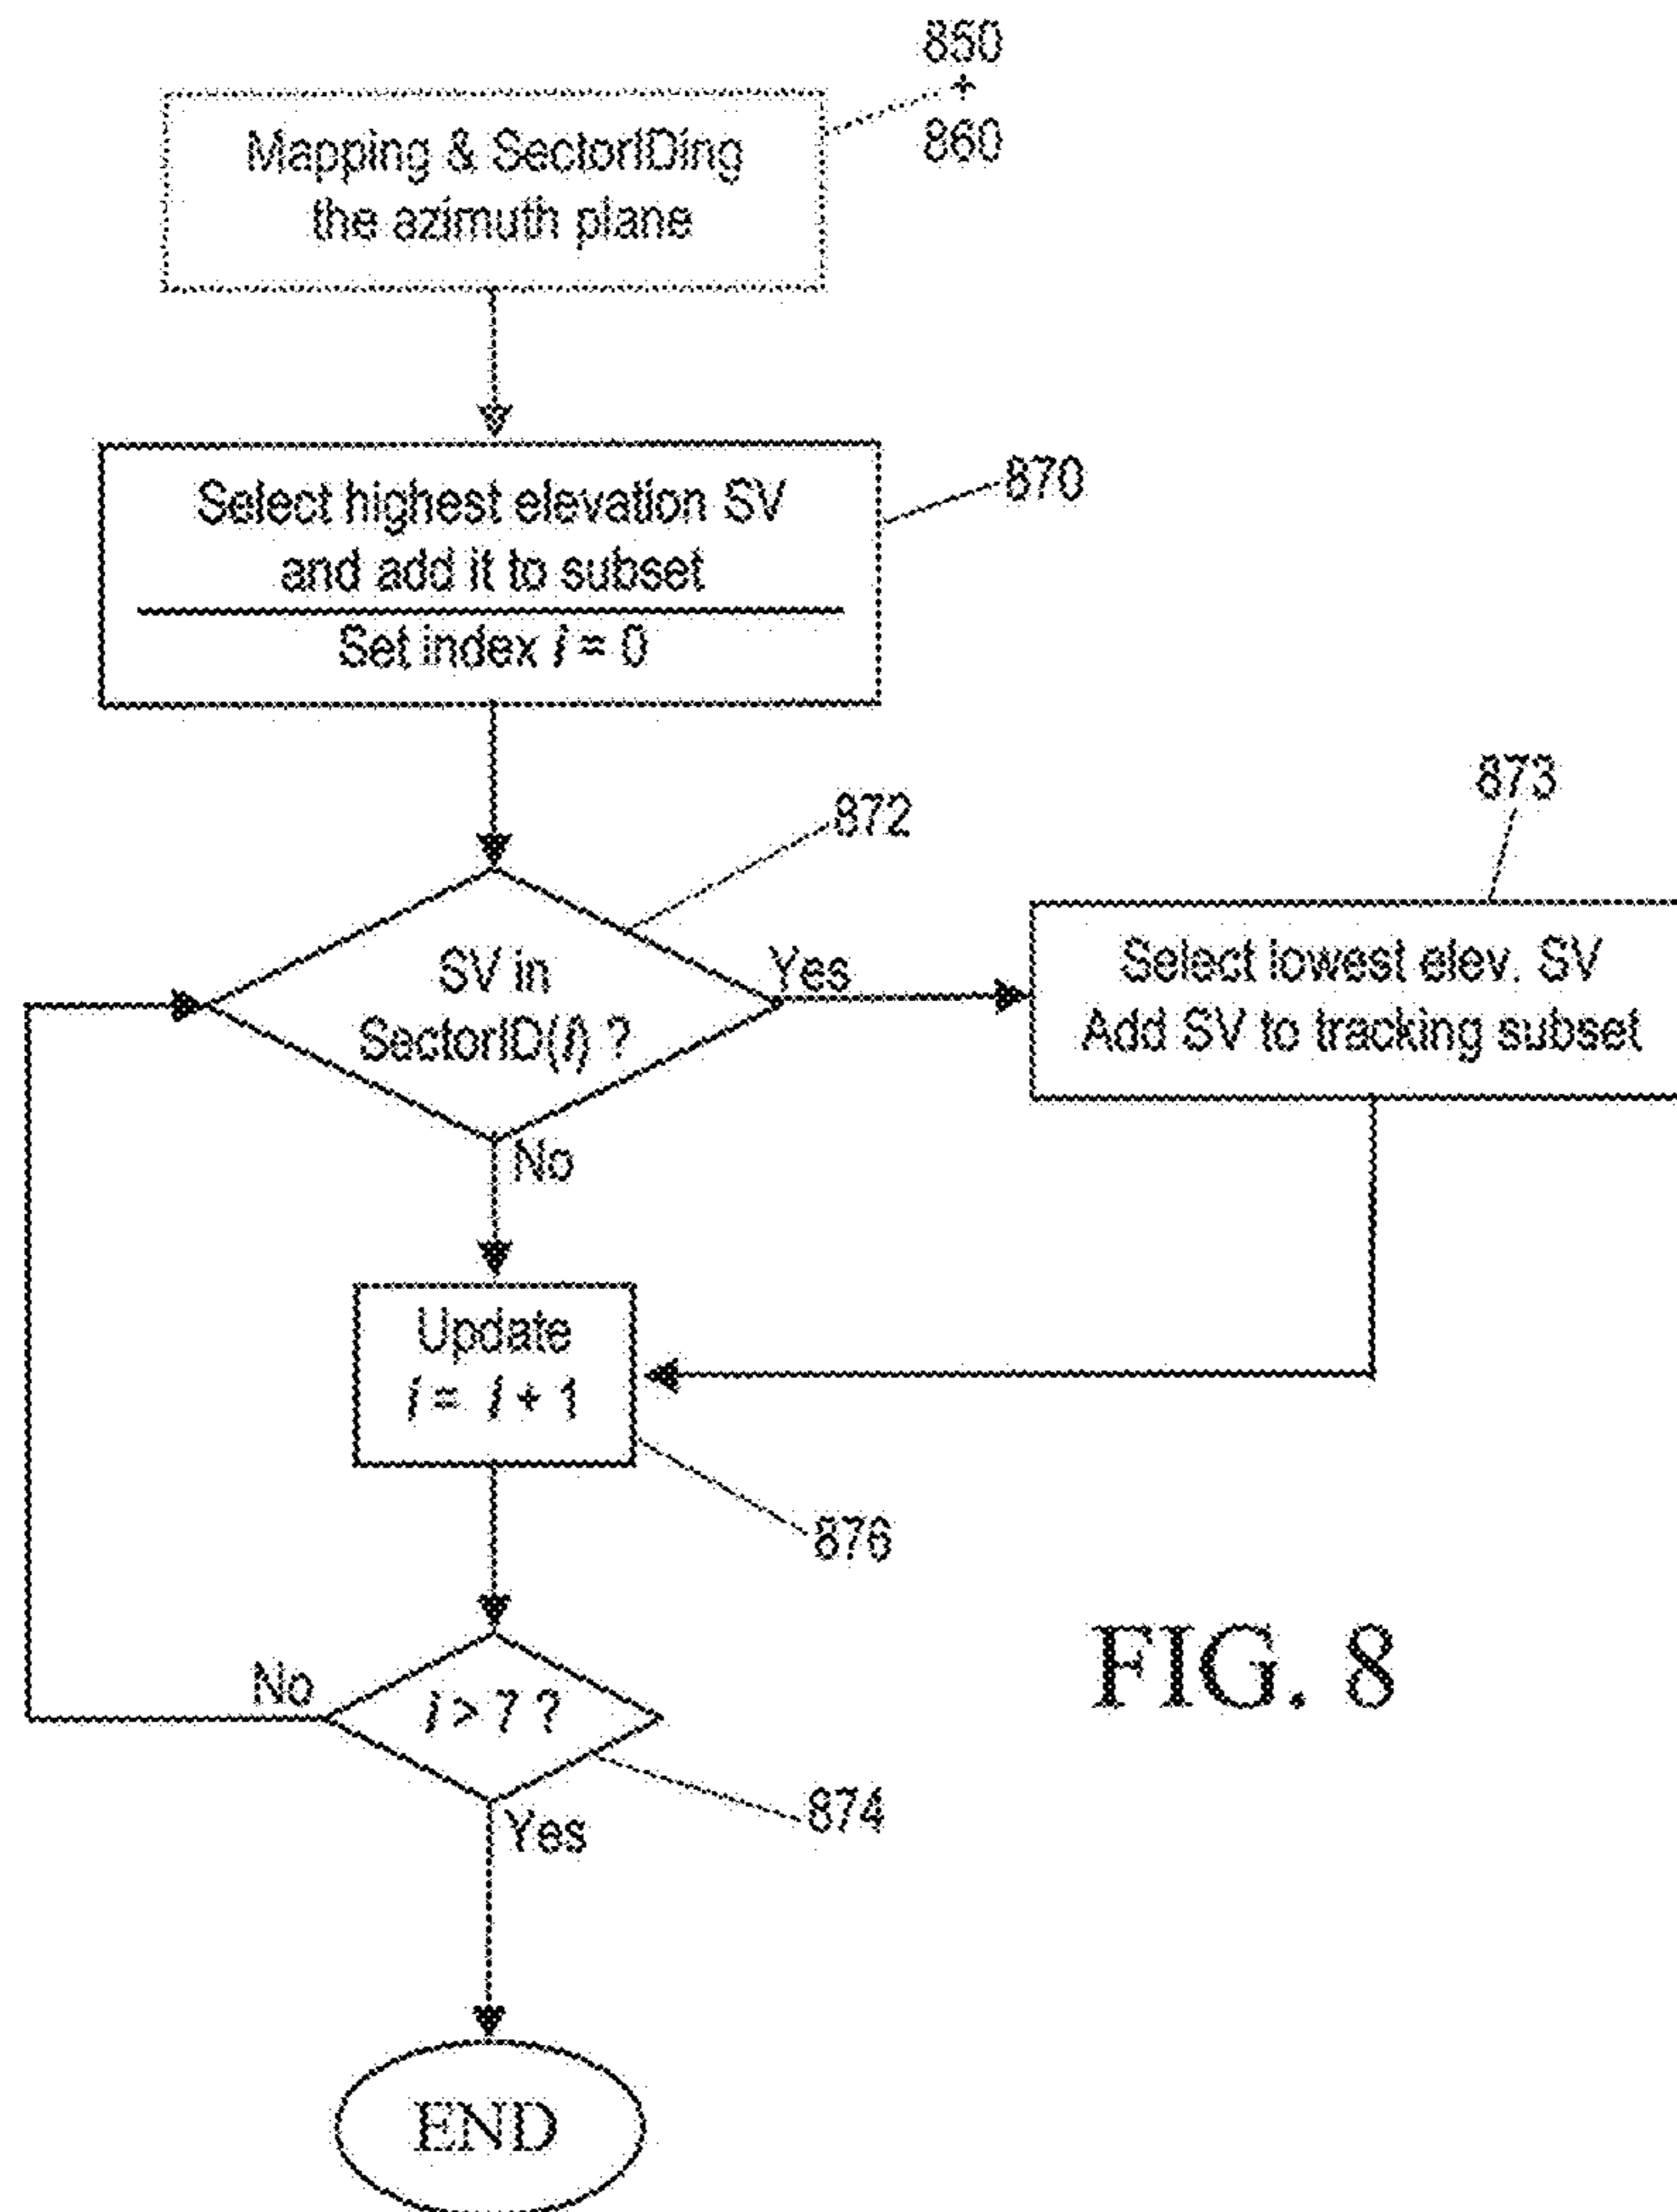 850
+
860
Mapping & SectorIDing
the azimuth plane
870
Select highest elevation SV
and add it to subset
Set index i = 0
872
873
SV in
SectorID(i) ?
Yes
Select lowest elev. SV
Add SV to tracking subset
No
Update
i = i + 1
876
No
i > 7 ?
874
Yes
FIG. 8
END